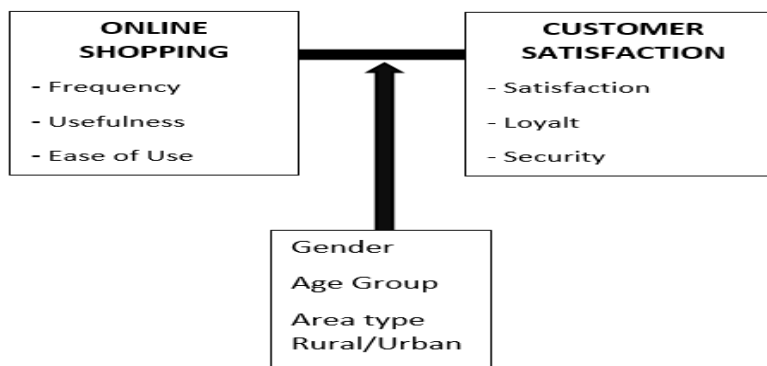 ONLINE
SHOPPING
- Frequency
- Usefulness
- Ease of Use
CUSTOMER
SATISFACTION
- Satisfaction
- Loyalt
- Security
Gender
Age Group
Area type
Rural/Urban